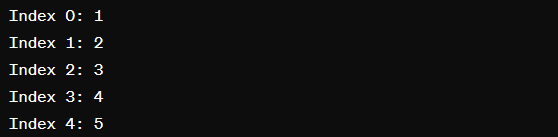 Index 0: 1
Index 1: 2
Index 2: 3
Index 3: 4
Index 4: 5